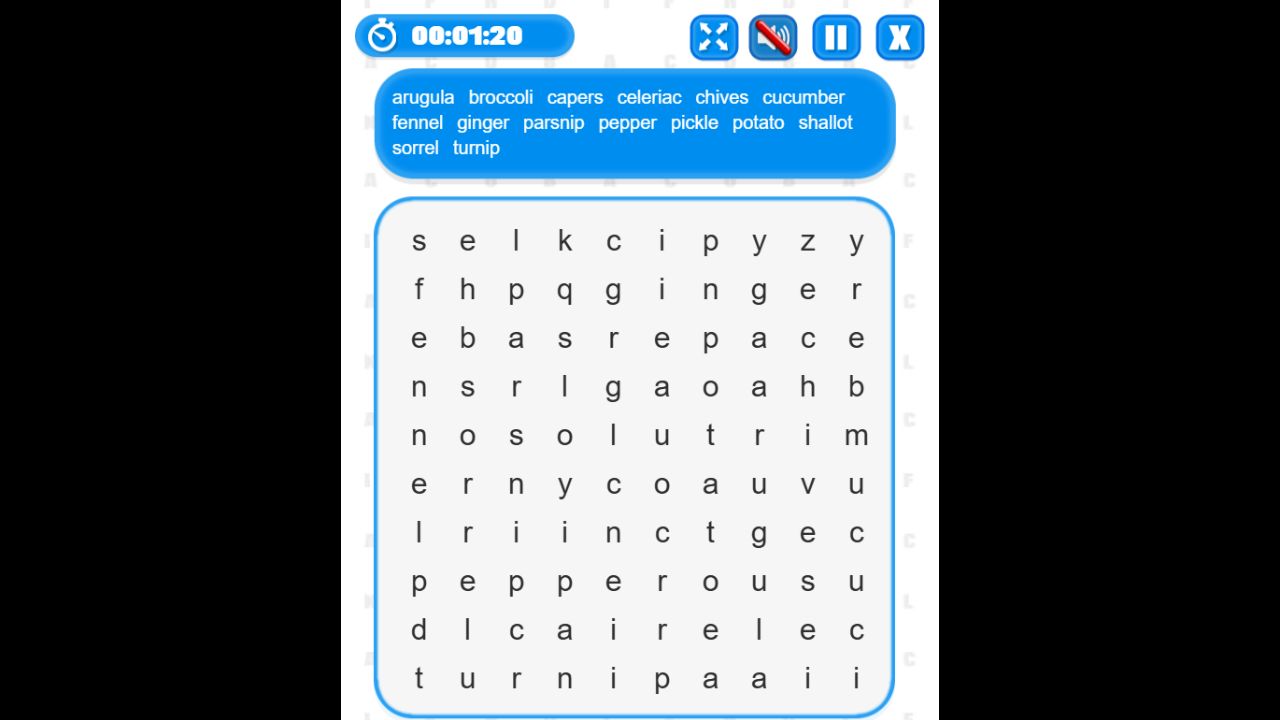 00:01:20
arugula broccoli capers celeriac chives cucumber
fennel ginger parsnip pepper pickle potato shallot
sorrel turnip
s e l k c i p y z y
f h p q g i n g e r
e b a s r e p a c e
n s r l g a o a h b
n o s o l u t r i m
e r n y c o a u v u
l r i i n c t g e c
p e p p e r o u s u
d l c a i r e l e c
t u r n i p a a i i